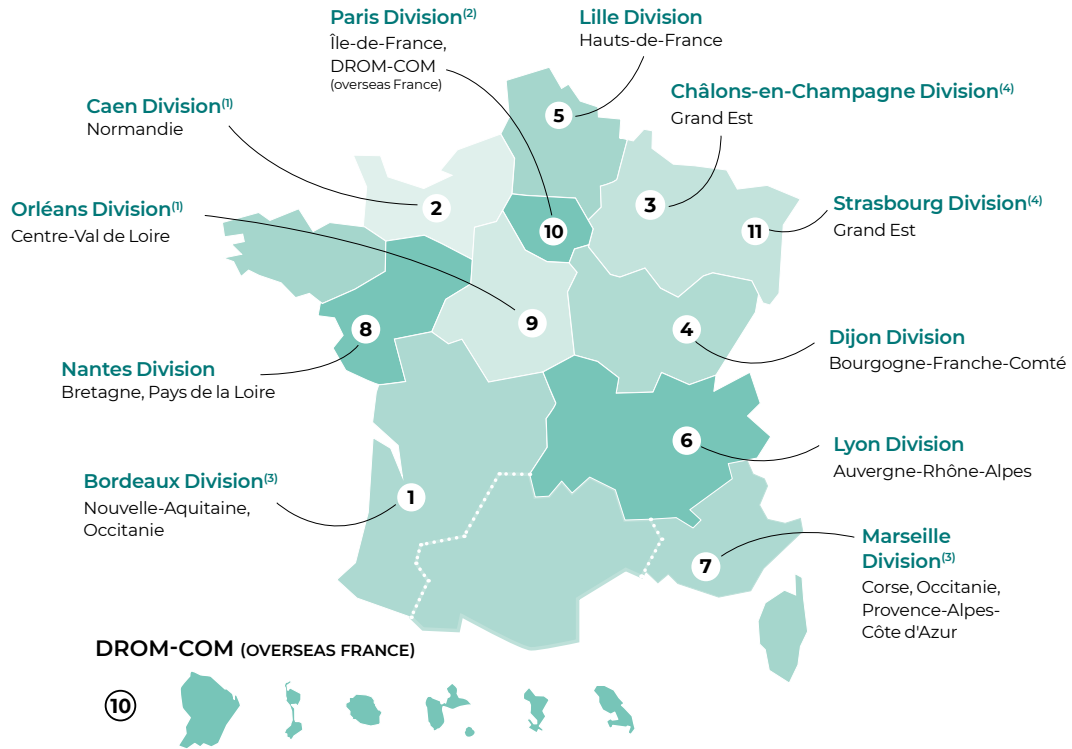 Paris Division(2)
Île-de-France,
DROM-COM
(overseas France)
Lille Division
Hauts-de-France
Caen Division(1)
Normandie
Châlons-en-Champagne Division(4)
Grand Est
Orléans Division(1)
Centre-Val de Loire
Strasbourg Division(4)
Grand Est
5
2
3
10
11
8
9
4
Nantes Division
Bretagne, Pays de la Loire
Dijon Division
Bourgogne-Franche-Comté
6
Lyon Division
Auvergne-Rhône-Alpes
Bordeaux Division(3)
Nouvelle-Aquitaine,
Occitanie
1
7
Marseille
Division(3)
Corse, Occitanie,
Provence-Alpes-
Côte d'Azur
DROM-COM (OVERSEAS FRANCE)
10